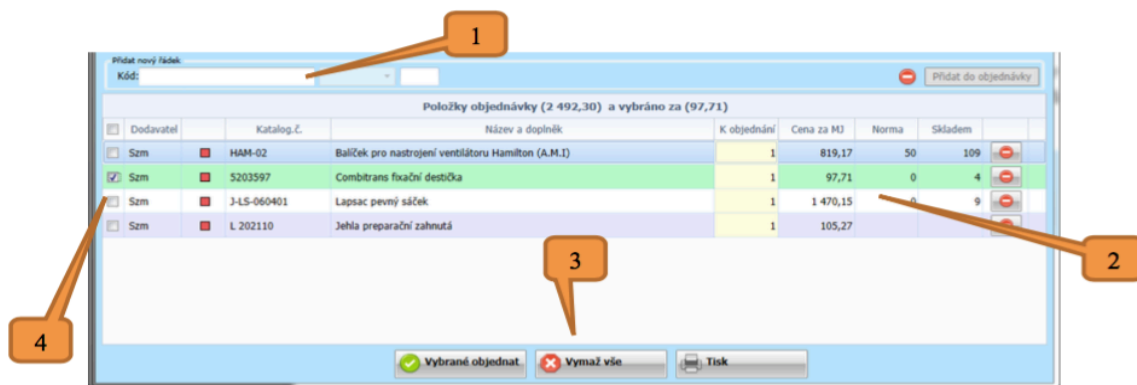 1
Přidat nový řádek
Kód:
Přidat do objednávky
Položky objednávky (2 492,30) a vybráno za (97,71)
Dodavatel Katalog.č. Název a doplněk K objednání Cena za MJ Norma Skladem
Szm HAM-02 Balíček pro nastrojení ventilátoru Hamilton (A.M.I) 1 819,17 50 109
Szm 5203597 Combitrans fixační destička 1 97,71 0 4
Szm J-LS-060401 Lapsac pevný sáček 1 1 470,15 0 9
Szm L 202110 Jehla preparační zahnutá 1 105,27
3
2
4
Vybrané objednat Vymaž vše Tisk